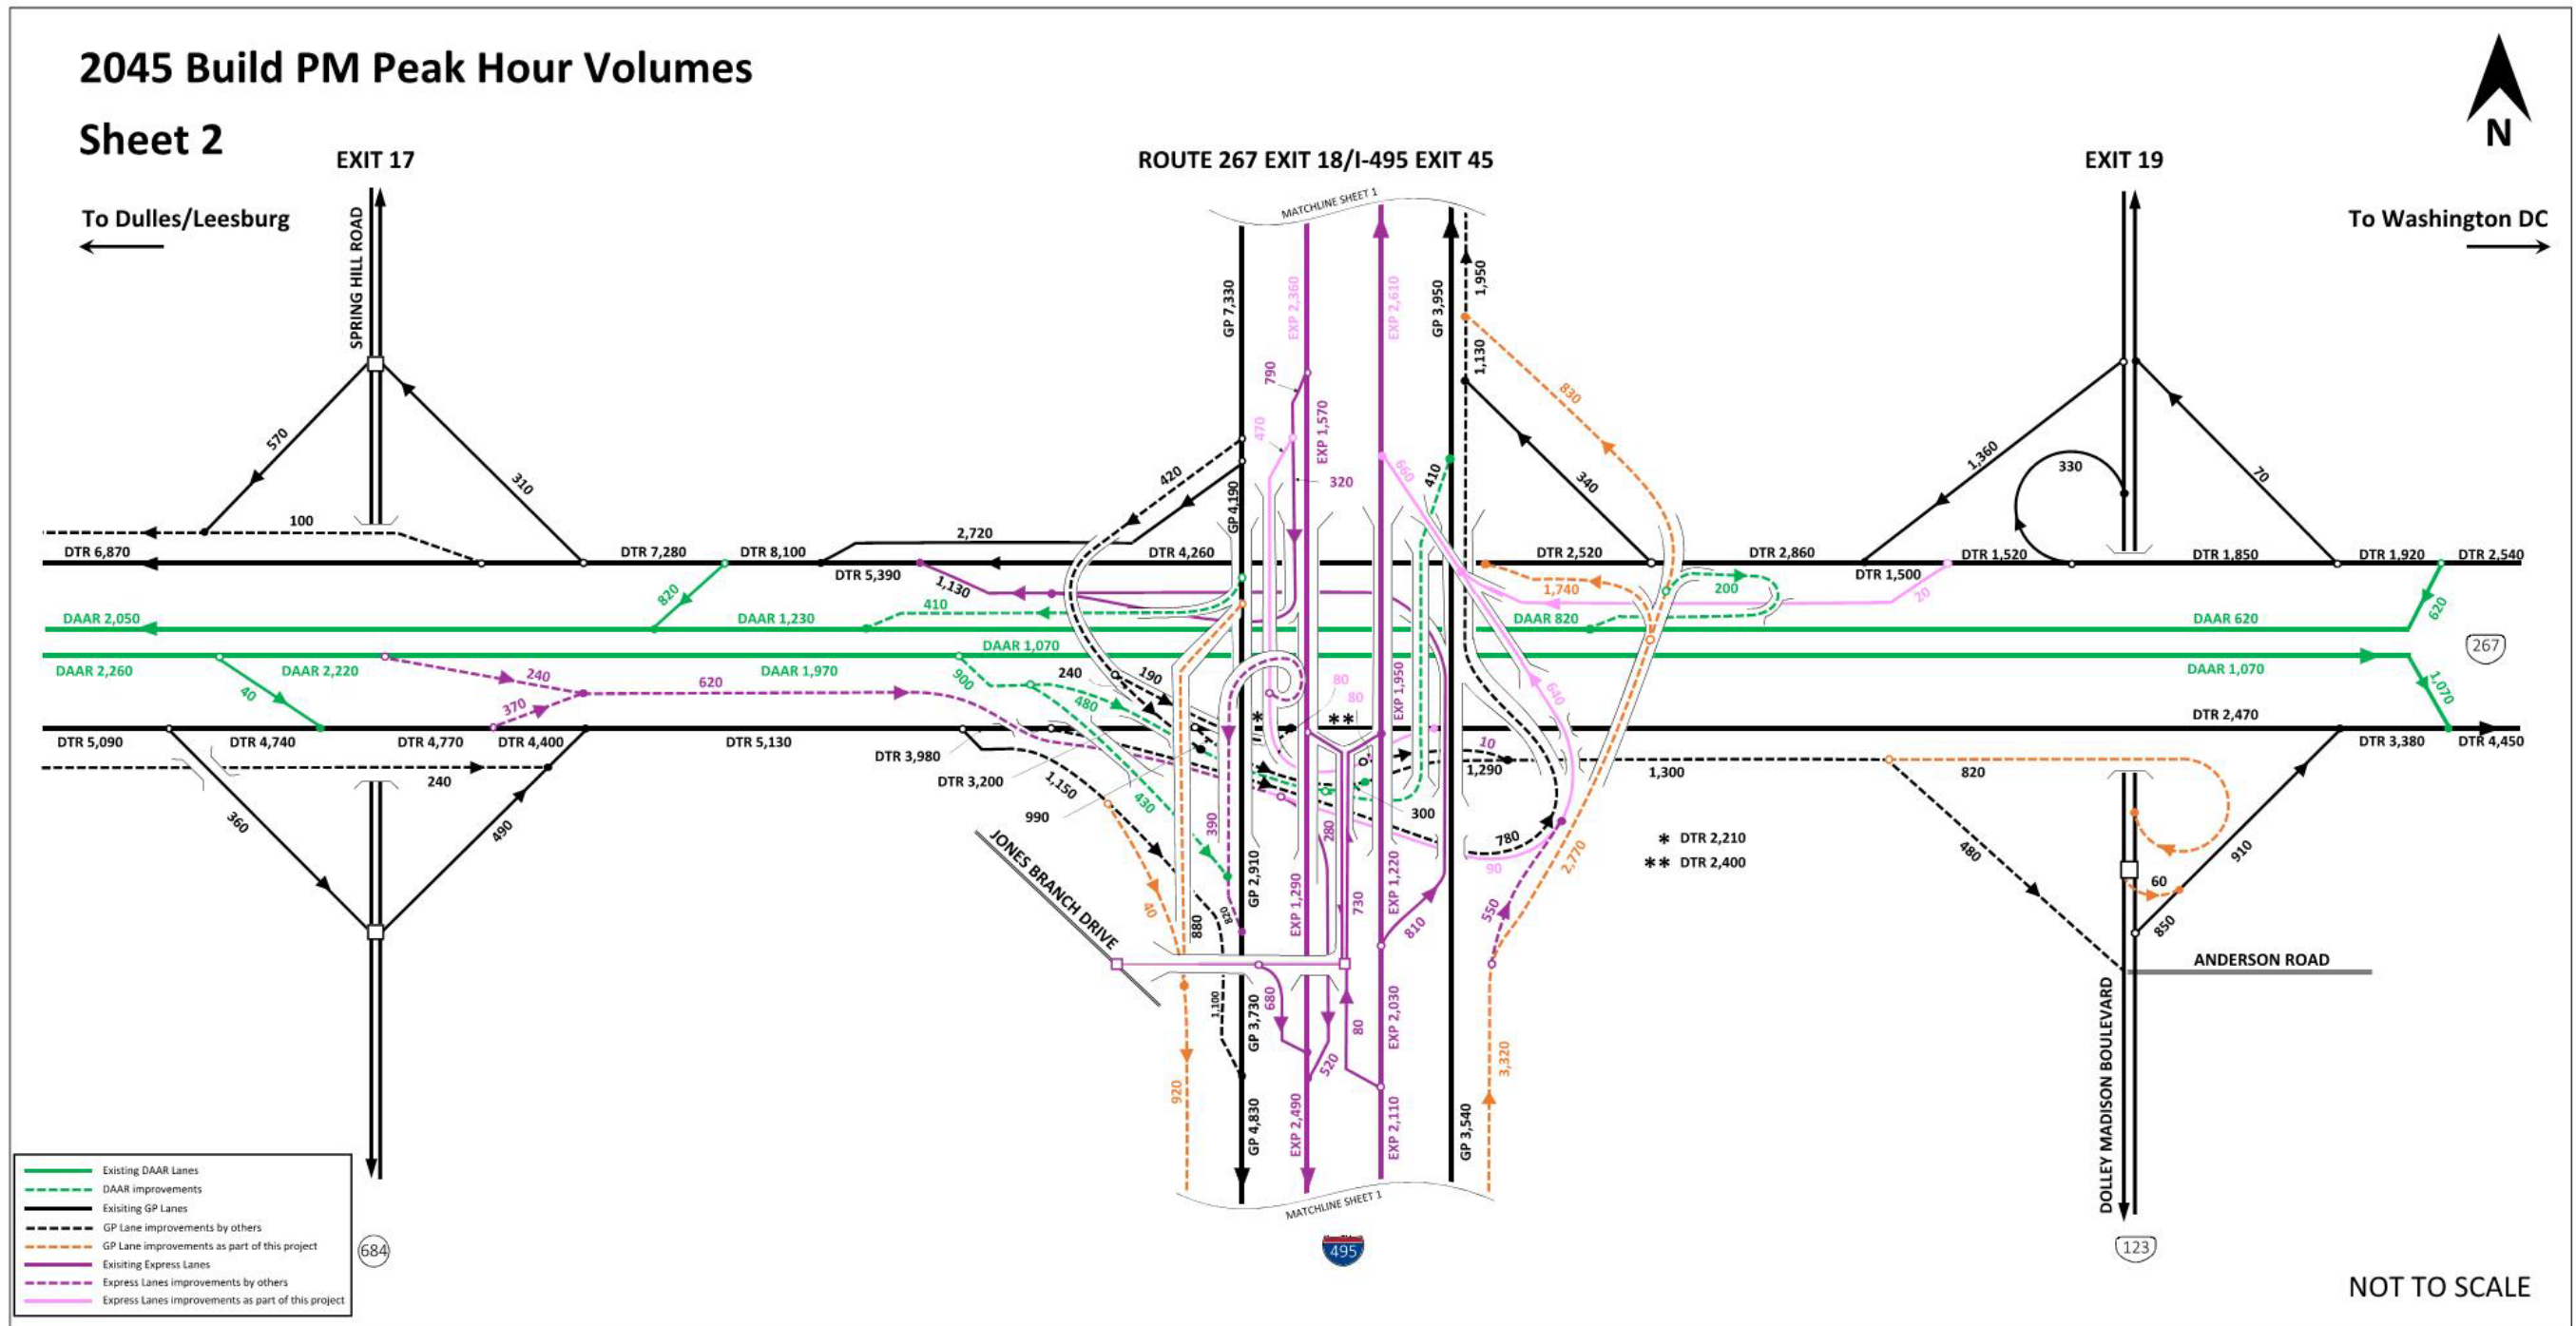 2045 Build PM Peak Hour Volumes
Sheet 2
EXIT 17
ROUTE 267 EXIT 18/I-495 EXIT 45
EXIT 19
N
To Dulles/Leesburg
To Washington DC
MATCHLINE SHEET 1
SPRING HILL ROAD
GP 7,330
EXP 2,360
EXP 2,610
GP 3,950
1,950
1,130
790
470
EXP 1,570
320
830
420
GP 4,190
660
410
340
1,360
330
70
570
310
100
2,720
DTR 6,870
DTR 7,280
DTR 8,100
DTR 5,390
DTR 4,260
DTR 2,520
DTR 2,860
DTR 1,500
DTR 1,520
DTR 1,850
DTR 1,920
DTR 2,540
820
1,130
410
1,740
200
20
620
DAAR 2,050
DAAR 1,230
DAAR 820
DAAR 620
DAAR 1,070
267
DAAR 2,260
DAAR 2,220
DAAR 1,970
DAAR 1,070
40
240
370
620
900
480
240
190
80
80
EXP 1,950
640
1,070
*
**
DTR 2,470
DTR 5,090
DTR 4,740
DTR 4,770
DTR 4,400
DTR 5,130
DTR 3,980
DTR 3,200
10
1,290
1,300
820
DTR 3,380
DTR 4,450
240
360
490
1,150
430
990
390
280
300
780
90
2,770
* DTR 2,210
** DTR 2,400
480
910
60
850
JONES BRANCH DRIVE
40
880
820
GP 2,910
EXP 1,290
730
EXP 1,220
810
550
ANDERSON ROAD
DOLLEY MADISON BOULEVARD
1,100
GP 3,730
680
80
EXP 2,030
520
920
3,320
GP 4,830
EXP 2,490
EXP 2,110
GP 3,540
MATCHLINE SHEET 1
Existing DAAR Lanes
DAAR improvements
Exisiting GP Lanes
GP Lane improvements by others
GP Lane improvements as part of this project
Exisiting Express Lanes
Express Lanes improvements by others
Express Lanes improvements as part of this project
684
495
123
NOT TO SCALE